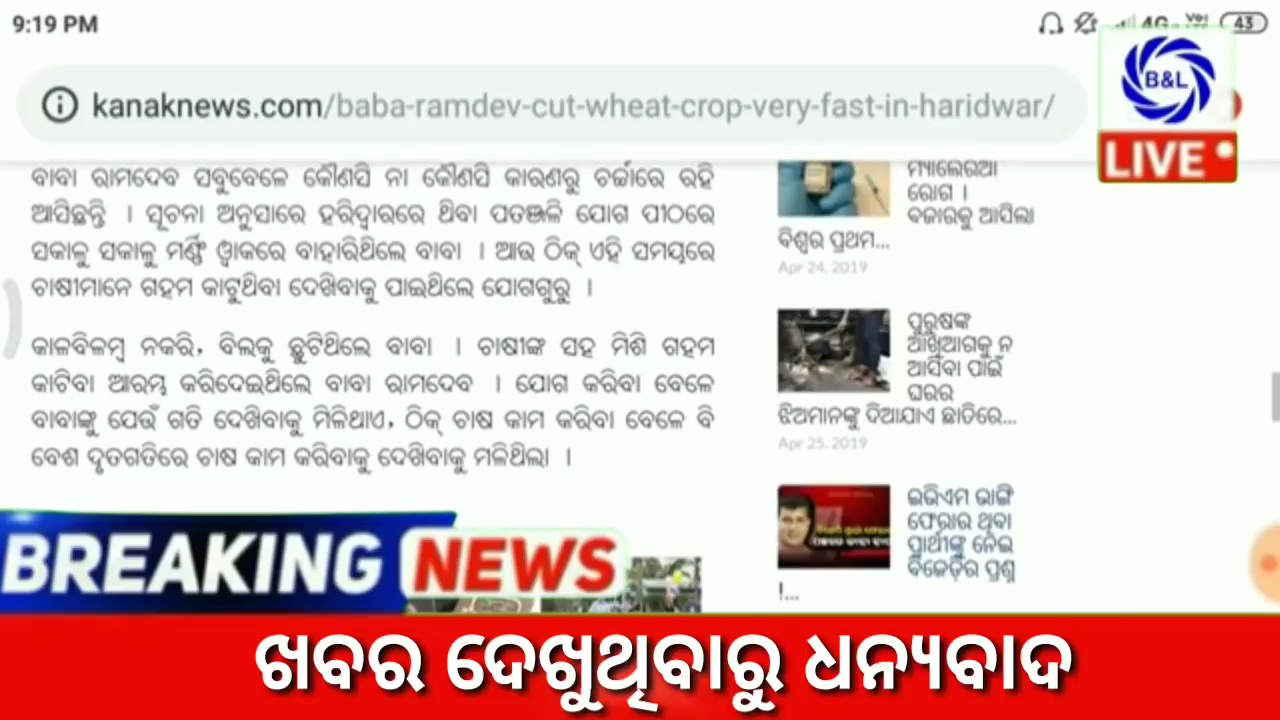 9:19 PM
4G
43
B&L
LIVE
kanaknews.com/baba-ramdev-cut-wheat-crop-very-fast-in-haridwar/
ବାବା ରାମଦେବ ସବୁବେଳେ କୌଣସି ନା କୌଣସି କାରଣରୁ ଚର୍ଚ୍ଚାରେ ରହି
ଆସିଛନ୍ତି । ସୂଚନା ଅନୁସାରେ ହରିଦ୍ୱାରରେ ଥିବା ପତଞ୍ଜଳି ଯୋଗ ପୀଠରେ
ସକାଳୁ ସକାଳୁ ମର୍ଣ୍ଣିଂ ୱାକରେ ବାହାରିଥିଲେ ବାବା । ଆଉ ଠିକ୍ ଏହି ସମୟରେ
ଚାଷୀମାନେ ଗହମ କାଟୁଥିବା ଦେଖିବାକୁ ପାଇଥିଲେ ଯୋଗଗୁରୁ ।
କାଳବିଳମ୍ବ ନକରି, ବିଲକୁ ଛୁଟିଥିଲେ ବାବା । ଚାଷୀଙ୍କ ସହ ମିଶି ଗହମ
କାଟିବା ଆରମ୍ଭ କରିଦେଇଥିଲେ ବାବା ରାମଦେବ । ଯୋଗ କରିବା ବେଳେ
ବାବାଙ୍କୁ ଯେଉଁ ଗତି ଦେଖିବାକୁ ମିଳିଥାଏ, ଠିକ୍ ଚାଷ କାମ କରିବା ବେଳେ ବି
ବେଶ ଦୃତଗତିରେ ଚାଷ କାମ କରିବାକୁ ଦେଖିବାକୁ ମଳିଥିଲା ।
ମ୍ୟାଲେରିଆ
ରୋଗ ।
ବଜାରକୁ ଆସିଲା
ବିଶ୍ୱର ପ୍ରଥମ...
Apr 24, 2019
ପୁରୁଷଙ୍କ
ଆଖିଆଗକୁ ନ
ଆସିବା ପାଇଁ
ଘରର
ଝିଅମାନଙ୍କୁ ଦିଆଯାଏ ଛାତିରେ...
Apr 25, 2019
ଇଭିଏମ ଭାଙ୍ଗି
ଫେରାର ଥିବା
ପ୍ରାର୍ଥୀଙ୍କୁ ନେଇ
ବିଜେଡ଼ିର ପ୍ରଶ୍ନ
!...
BREAKING NEWS
ଖବର ଦେଖୁଥିବାରୁ ଧନ୍ୟବାଦ